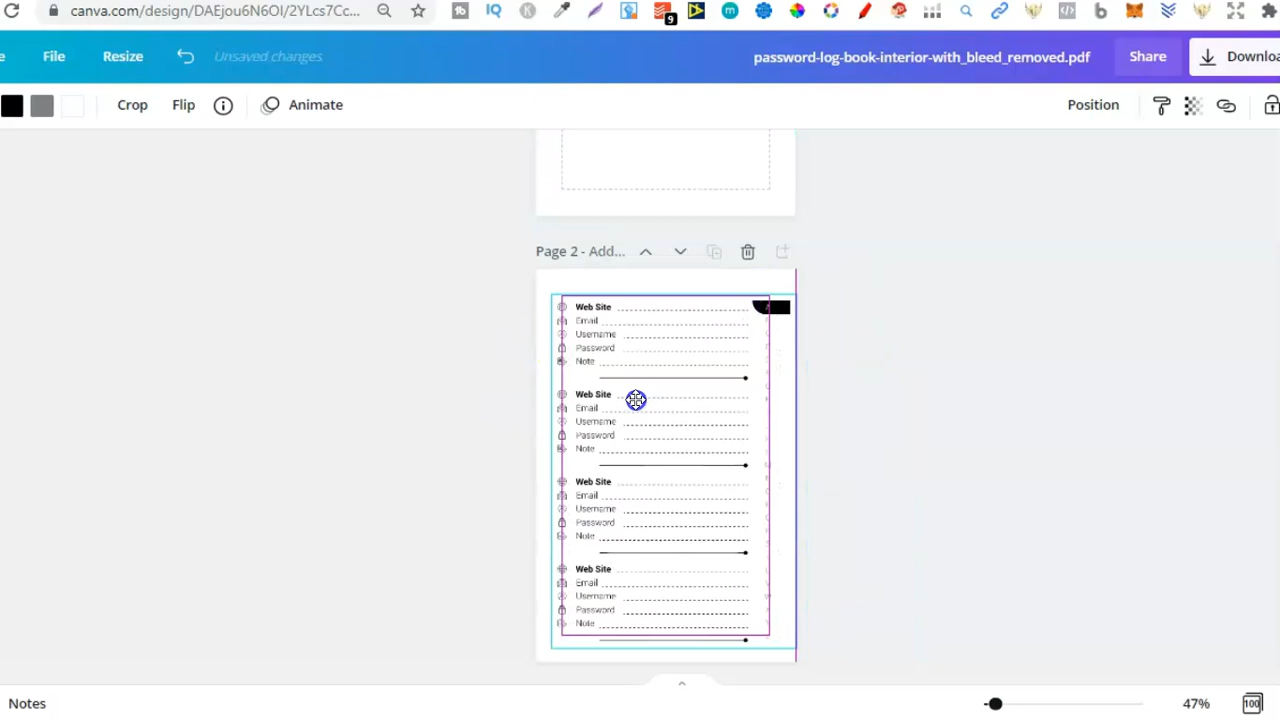 canva.com/design/DAEjou6N6OI/2YLcs7Cc...
9
File Resize Unsaved changes password-log-book-interior-with_bleed_removed.pdf Share
Crop Flip Animate Position
Page 2 - Add...
Web Site
Email
Username
Password
Note
Web Site
Email
Username
Password
Note
Web Site
Email
Username
Password
Note
Web Site
Email
Username
Password
Note
Notes 47% 100